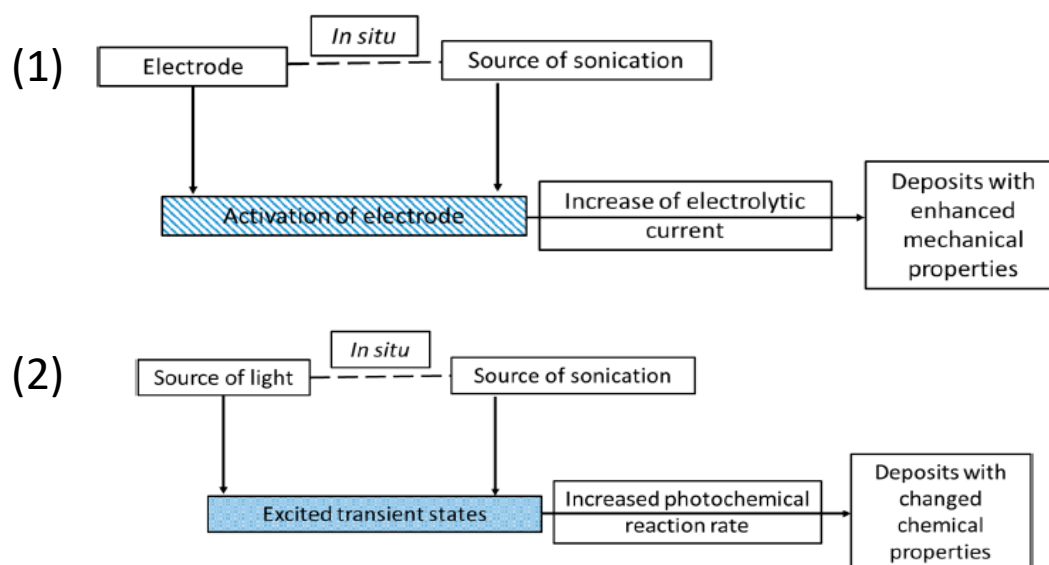 (1)
In situ
Electrode
Source of sonication
Activation of electrode
Increase of electrolytic
current
Deposits with
enhanced
mechanical
properties
(2)
In situ
Source of light
Source of sonication
Excited transient states
Increased photochemical
reaction rate
Deposits with
changed
chemical
properties